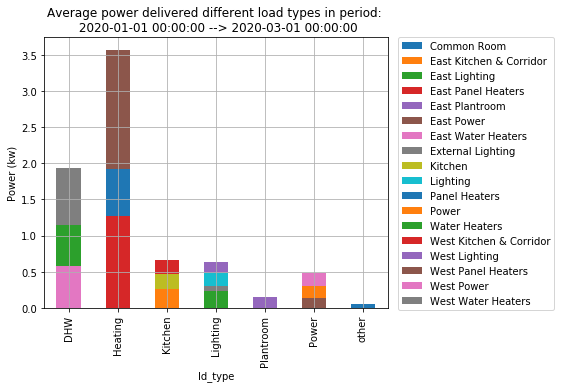 Average power delivered different load types in period:
2020-01-01 00:00:00 --> 2020-03-01 00:00:00
Power (kw)
3.5
3.0
2.5
2.0
1.5
1.0
0.5
0.0
DHW
Heating
Kitchen
Lighting
Plantroom
Power
other
ld_type
Common Room
East Kitchen & Corridor
East Lighting
East Panel Heaters
East Plantroom
East Power
East Water Heaters
External Lighting
Kitchen
Lighting
Panel Heaters
Power
Water Heaters
West Kitchen & Corridor
West Lighting
West Panel Heaters
West Power
West Water Heaters